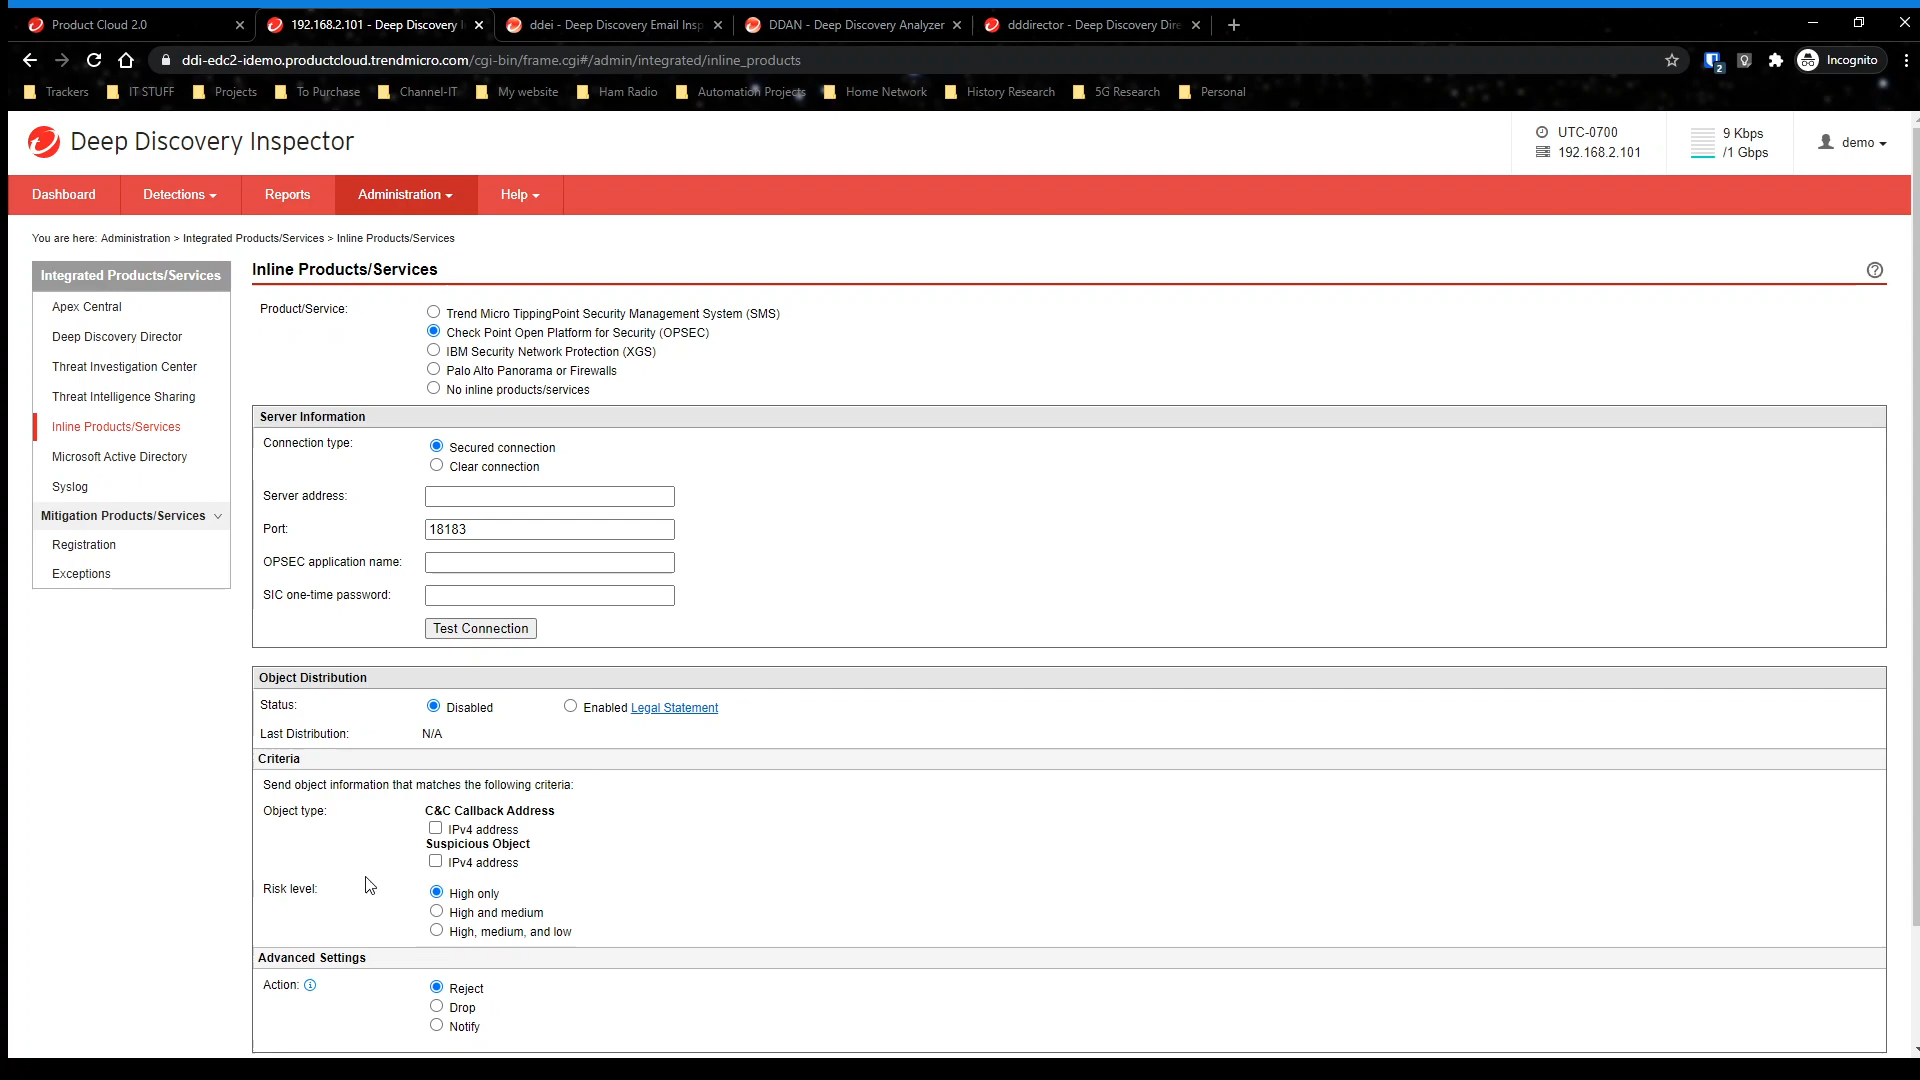 Product Cloud 2.0
192.168.2.101 - Deep Discovery I
ddei - Deep Discovery Email Insp
DDAN - Deep Discovery Analyzer
dddirector - Deep Discovery Dire
ddi-edc2-idemo.productcloud.trendmicro.com/cgi-bin/frame.cgi#/admin/integrated/inline_products
2
Incognito
Trackers
IT STUFF
Projects
To Purchase
Channel-IT
My website
Ham Radio
Automation Projects
Home Network
History Research
5G Research
Personal
Deep Discovery Inspector
UTC-0700
192.168.2.101
9 Kbps
/1 Gbps
demo
Dashboard
Detections
Reports
Administration
Help
You are here: Administration > Integrated Products/Services > Inline Products/Services
Integrated Products/Services
Apex Central
Deep Discovery Director
Threat Investigation Center
Threat Intelligence Sharing
Inline Products/Services
Microsoft Active Directory
Syslog
Mitigation Products/Services
Registration
Exceptions
Inline Products/Services
Product/Service:
Trend Micro TippingPoint Security Management System (SMS)
Check Point Open Platform for Security (OPSEC)
IBM Security Network Protection (XGS)
Palo Alto Panorama or Firewalls
No inline products/services
Server Information
Connection type:
Secured connection
Clear connection
Server address:
Port:
18183
OPSEC application name:
SIC one-time password:
Test Connection
Object Distribution
Status:
Disabled
Enabled Legal Statement
Last Distribution:
N/A
Criteria
Send object information that matches the following criteria:
Object type:
C&C Callback Address
IPv4 address
Suspicious Object
IPv4 address
Risk level:
High only
High and medium
High, medium, and low
Advanced Settings
Action:
Reject
Drop
Notify